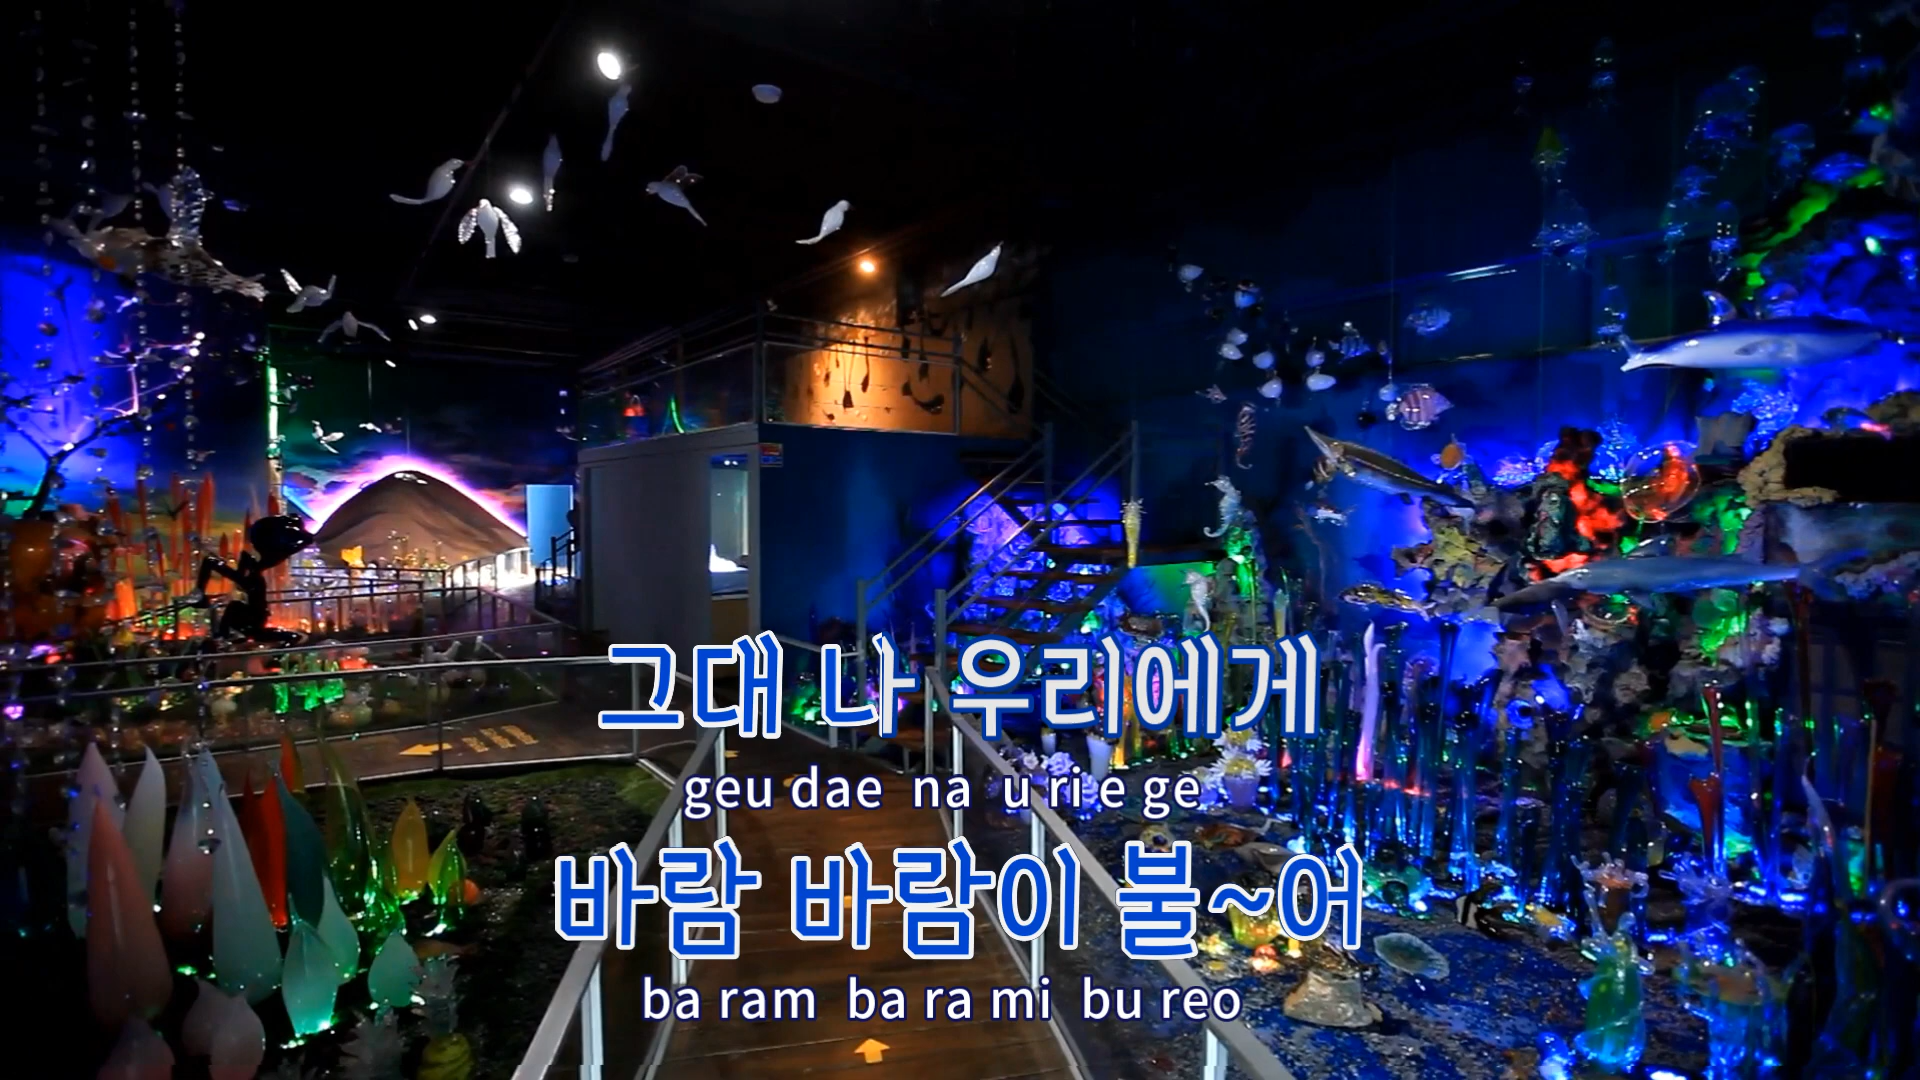 그대 나 우리에게
geu dae na u ri e ge
바람 바람이 불~어
ba ram ba ra mi bu reo